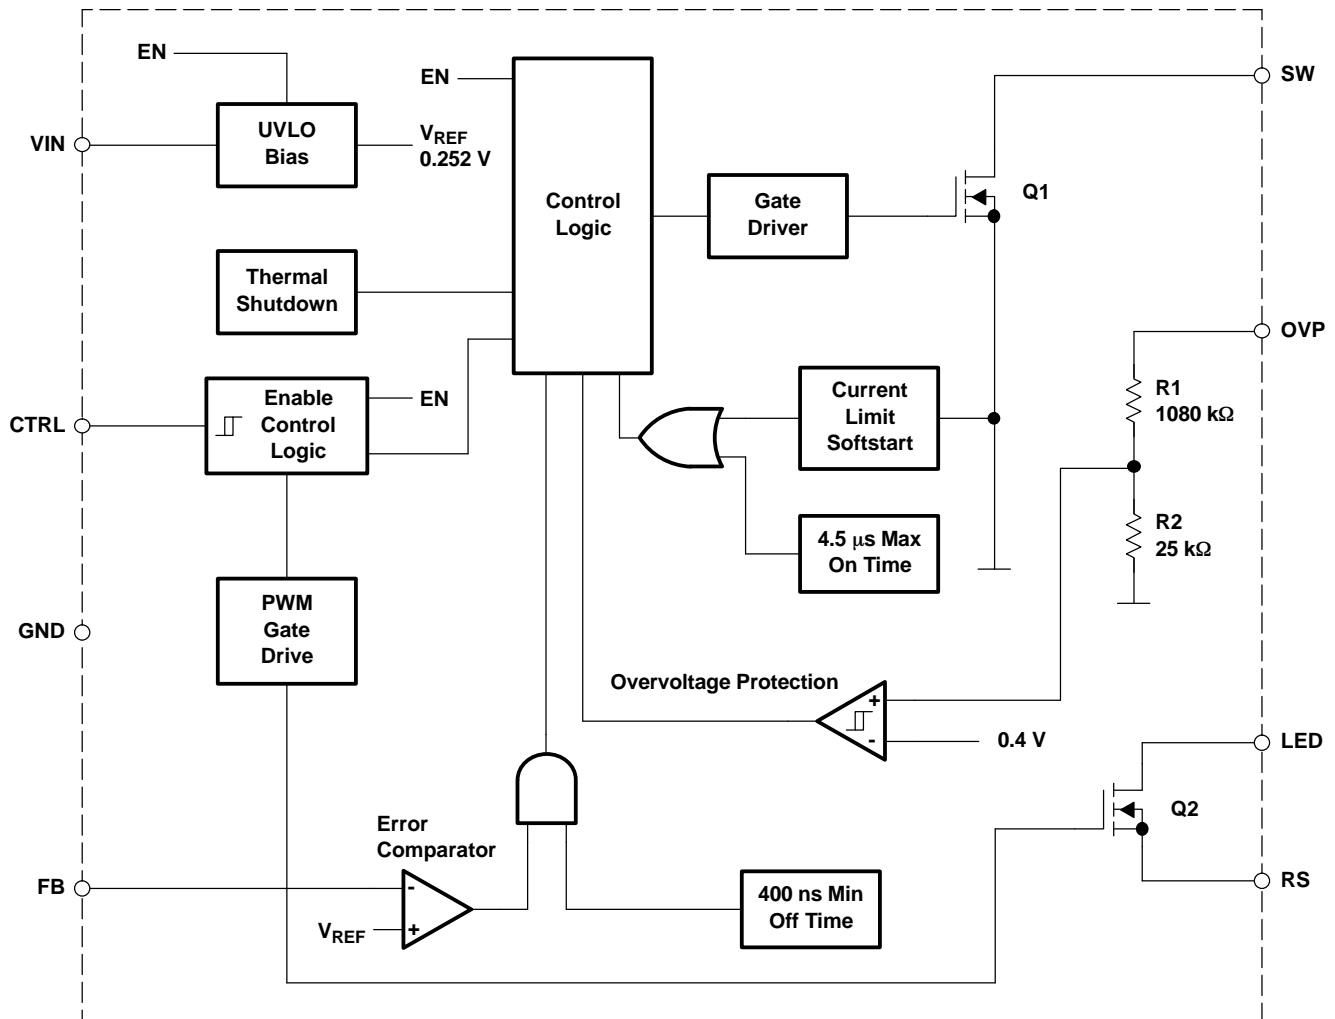 EN
SW
EN
VIN
UVLO
Bias
VREF
0.252 V
Control
Logic
Gate
Driver
Q1
Thermal
Shutdown
OVP
R1
1080 kΩ
Enable
Control
Logic
EN
CTRL
Current
Limit
Softstart
R2
25 kΩ
4.5 μs Max
On Time
PWM
Gate
Drive
GND
Overvoltage Protection
+
-
0.4 V
LED
Q2
Error
Comparator
FB
-
+
VREF
400 ns Min
Off Time
RS